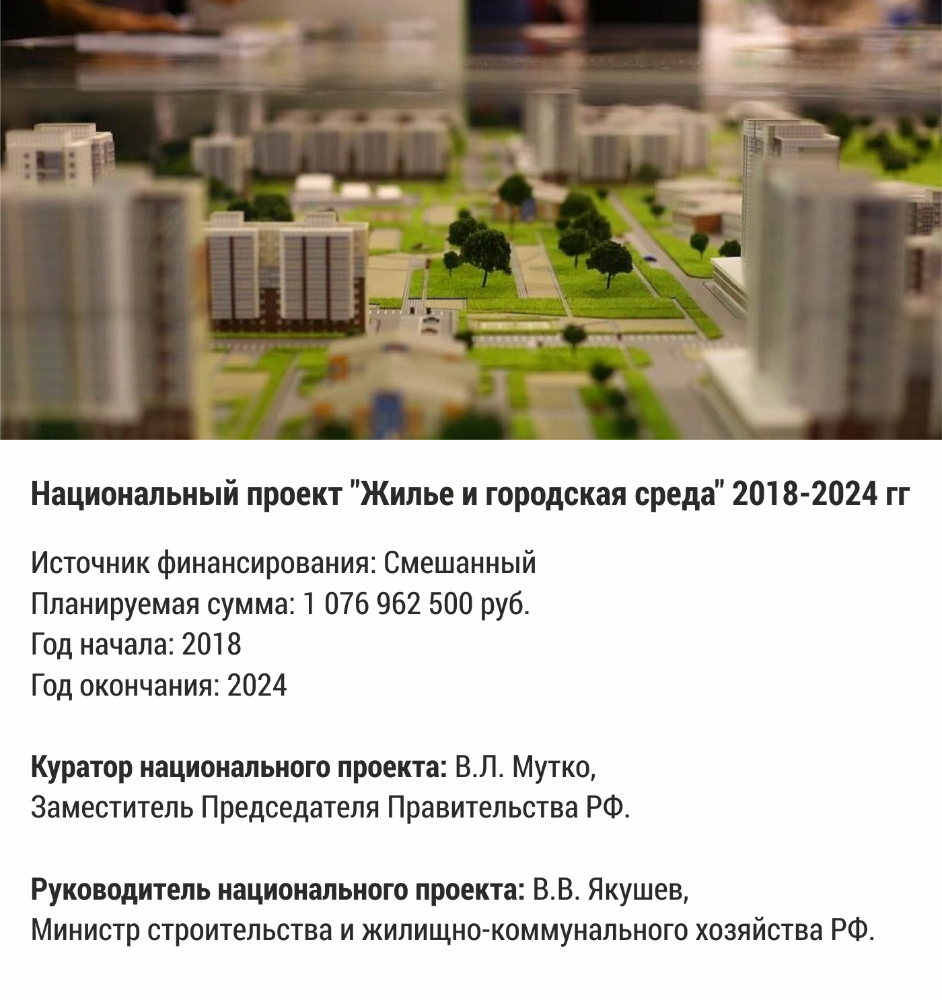 Национальный проект "Жилье и городская среда" 2018-2024 гг
Источник финансирования: Смешанный
Планируемая сумма: 1 076 962 500 руб.
Год начала: 2018
Год окончания: 2024
Куратор национального проекта: В.Л. Мутко,
Заместитель Председателя Правительства РФ.
Руководитель национального проекта: В.В. Якушев,
Министр строительства и жилищно-коммунального хозяйства РФ.